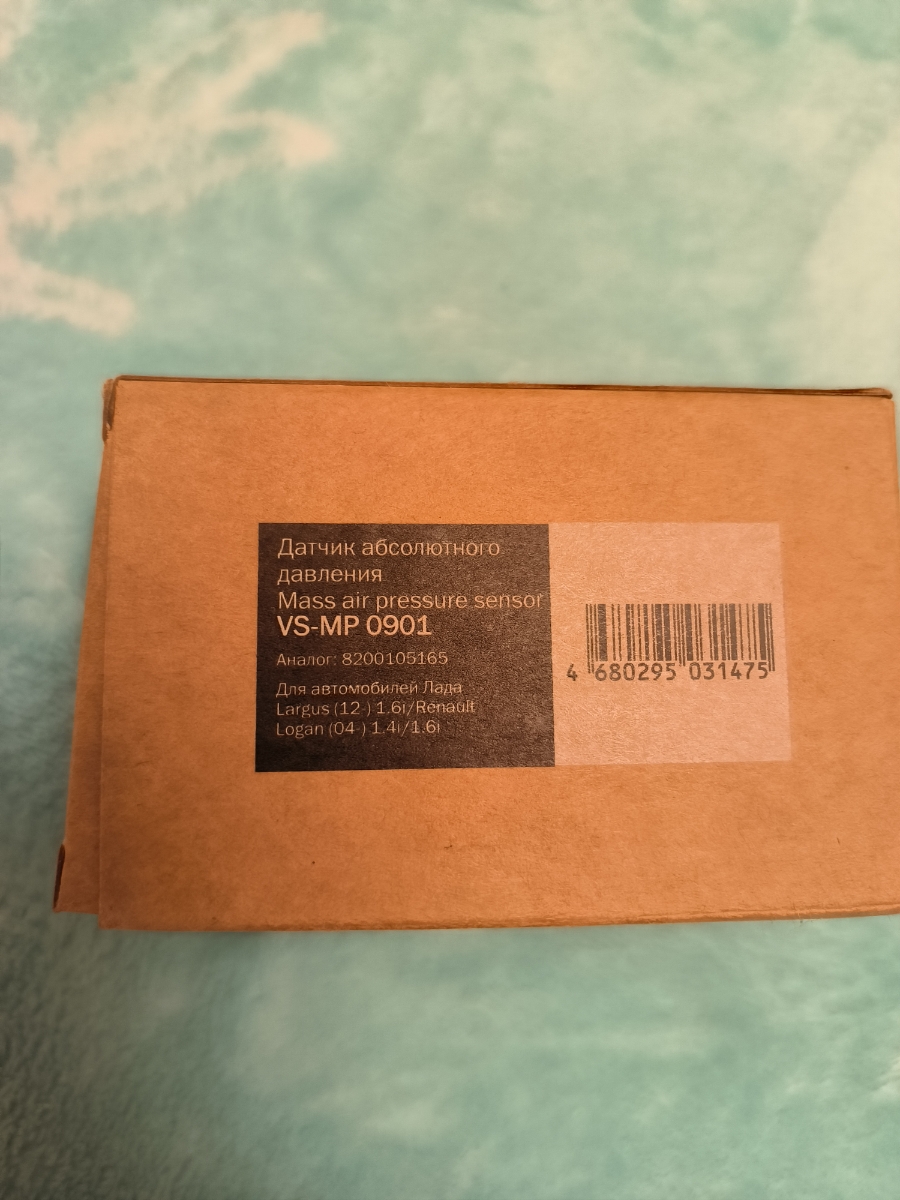 Датчик абсолютного
давления
Mass air pressure sensor
VS-MP 0901
Аналог: 8200105165
Для автомобилей Лада
Largus (12-) 1.6i/Renault
Logan (04-) 1.4i/1.6i
4 680295 031475